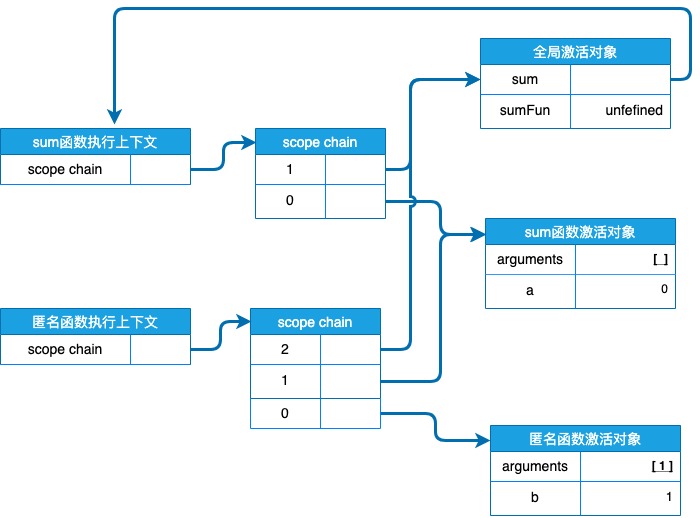 全局激活对象
sum
sumFun unfefined
sum函数执行上下文
scope chain
scope chain
1
0
sum函数激活对象
arguments [ ]
a 0
匿名函数执行上下文
scope chain
scope chain
2
1
0
匿名函数激活对象
arguments [1]
b 1